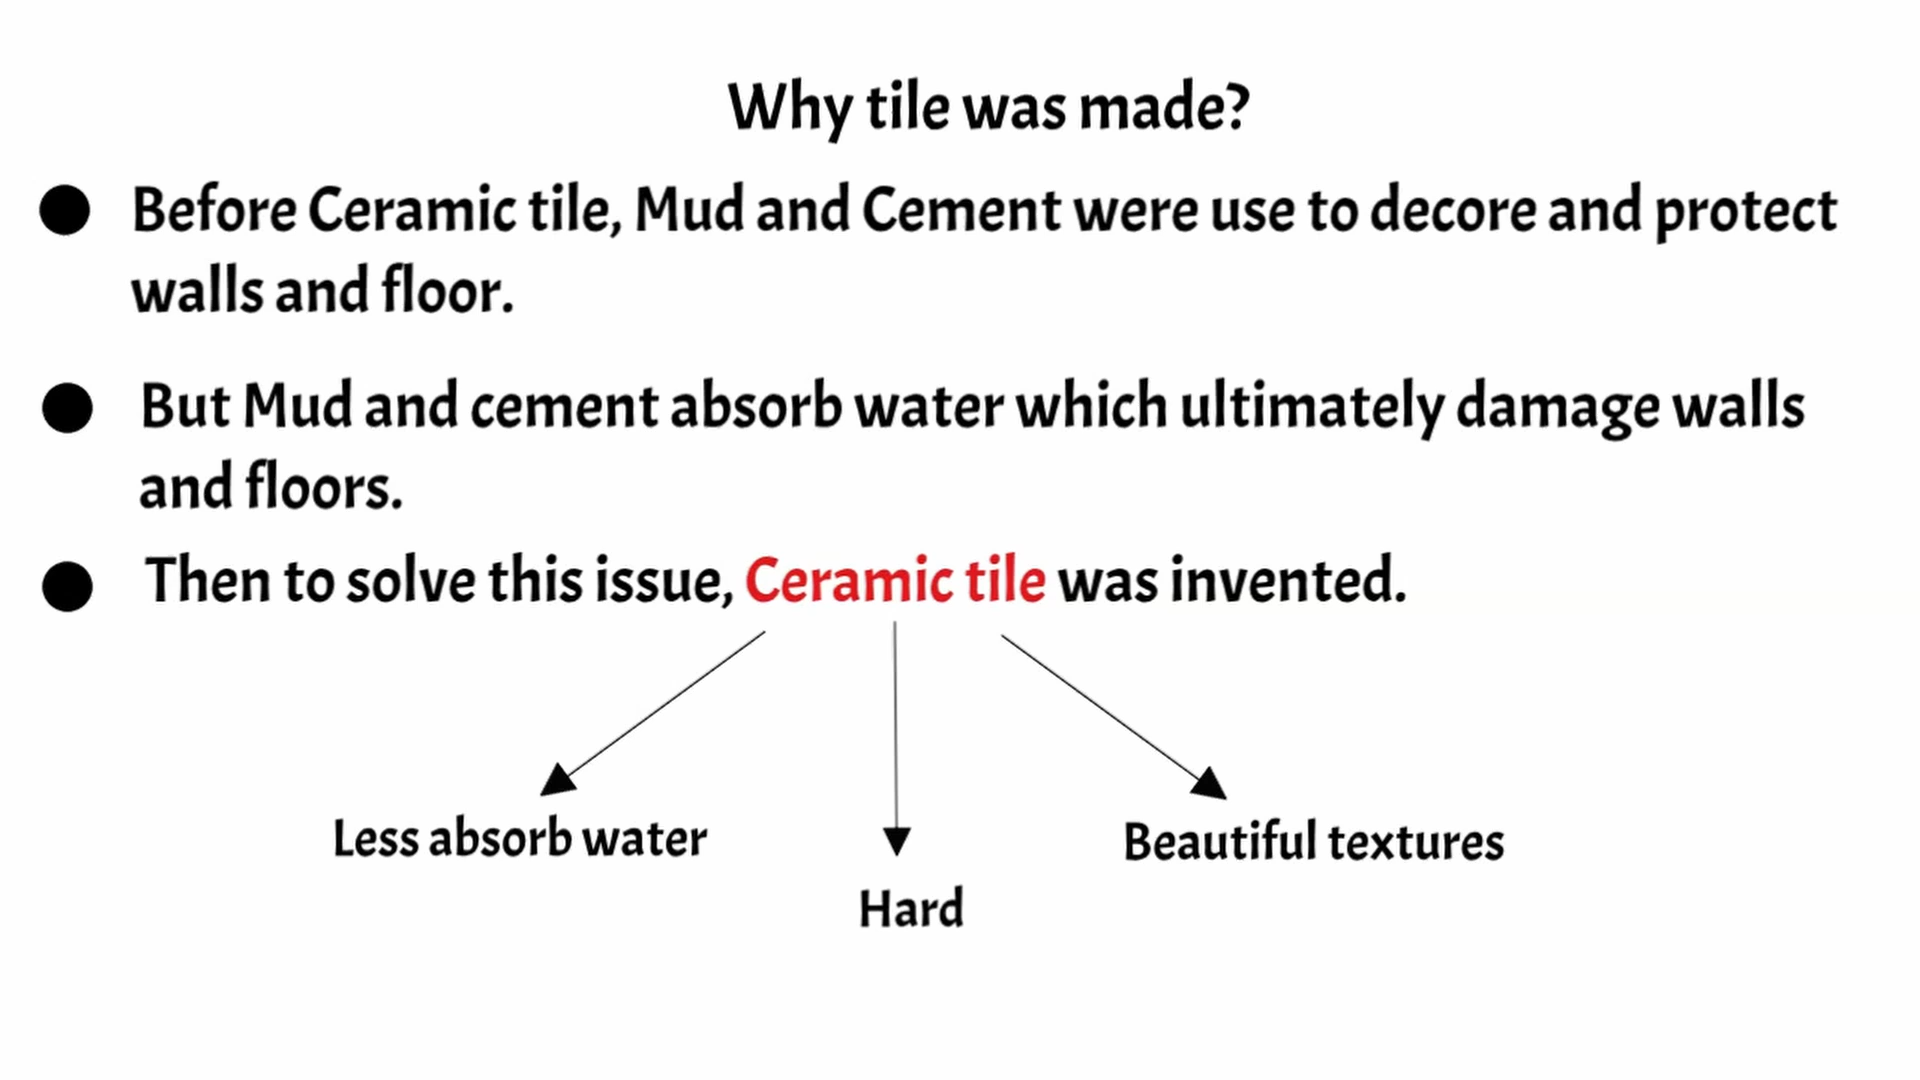 Why tile was made?
Before Ceramic tile, Mud and Cement were use to decore and protect
walls and floor.
But Mud and cement absorb water which ultimately damage walls
and floors.
Then to solve this issue, Ceramic tile was invented.
Less absorb water
Beautiful textures
Hard